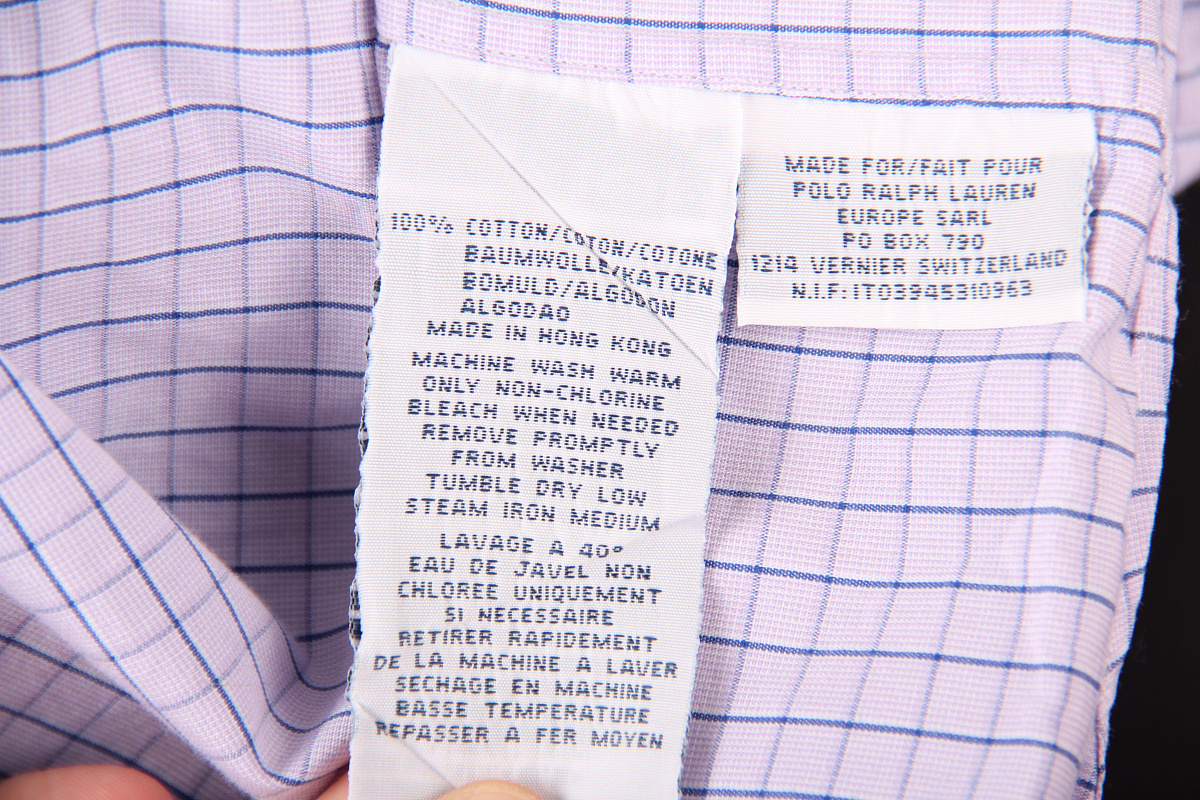 100% COTTON/COTON/COTONE
BAUMWOLLE/KATOEN
BOMULD/ALGODON
ALGODAO
MADE IN HONG KONG
MACHINE WASH WARM
ONLY NON-CHLORINE
BLEACH WHEN NEEDED
REMOVE PROMPTLY
FROM WASHER
TUMBLE DRY LOW
STEAM IRON MEDIUM
LAVAGE A 40°
EAU DE JAVEL NON
CHLOREE UNIQUEMENT
SI NECESSAIRE
RETIRER RAPIDEMENT
DE LA MACHINE A LAVER
SECHAGE EN MACHINE
BASSE TEMPERATURE
REPASSER A FER MOYEN
MADE FOR/FAIT POUR
POLO RALPH LAUREN
EUROPE SARL
PO BOX 790
1214 VERNIER SWITZERLAND
N.I.F:IT03945310963